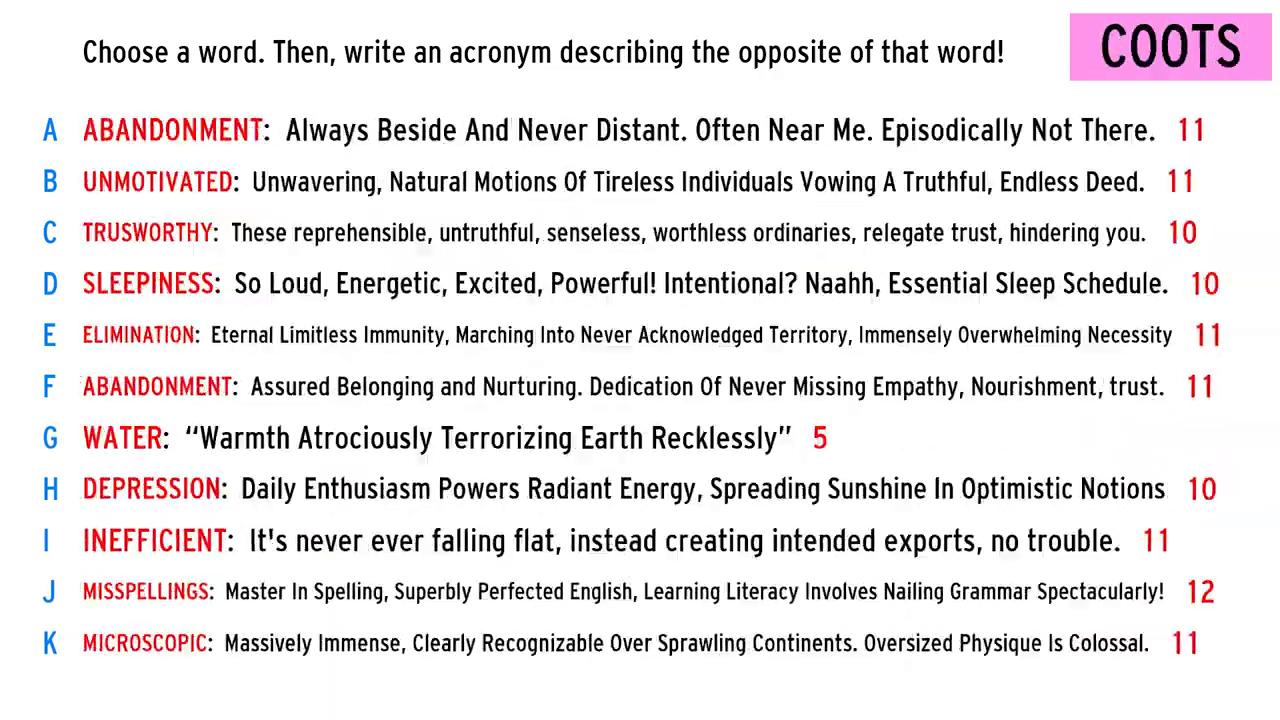 Choose a word. Then, write an acronym describing the opposite of that word!
COOTS
A ABANDONMENT: Always Beside And Never Distant. Often Near Me. Episodically Not There. 11
B UNMOTIVATED: Unwavering, Natural Motions Of Tireless Individuals Vowing A Truthful, Endless Deed. 11
C TRUSWORTHY: These reprehensible, untruthful, senseless, worthless ordinaries, relegate trust, hindering you. 10
D SLEEPINESS: So Loud, Energetic, Excited, Powerful! Intentional? Naahh, Essential Sleep Schedule. 10
E ELIMINATION: Eternal Limitless Immunity, Marching Into Never Acknowledged Territory, Immensely Overwhelming Necessity 11
F ABANDONMENT: Assured Belonging and Nurturing. Dedication Of Never Missing Empathy, Nourishment, trust. 11
G WATER: “Warmth Atrociously Terrorizing Earth Recklessly” 5
H DEPRESSION: Daily Enthusiasm Powers Radiant Energy, Spreading Sunshine In Optimistic Notions 10
I INEFFICIENT: It's never ever falling flat, instead creating intended exports, no trouble. 11
J MISSPELLINGS: Master In Spelling, Superbly Perfected English, Learning Literacy Involves Nailing Grammar Spectacularly! 12
K MICROSCOPIC: Massively Immense, Clearly Recognizable Over Sprawling Continents. Oversized Physique Is Colossal. 11